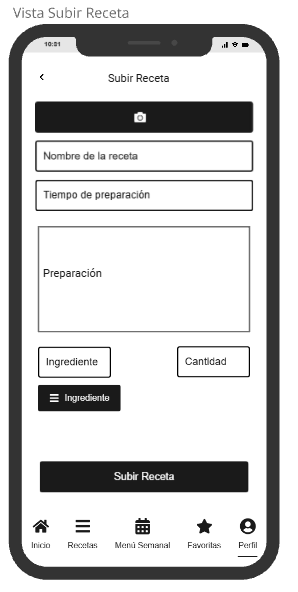 Vista Subir Receta
10:31
Subir Receta
Nombre de la receta
Tiempo de preparación
Preparación
Ingrediente
Cantidad
Ingrediente
Subir Receta
Inicio
Recetas
Menú Semanal
Favoritas
Perfil